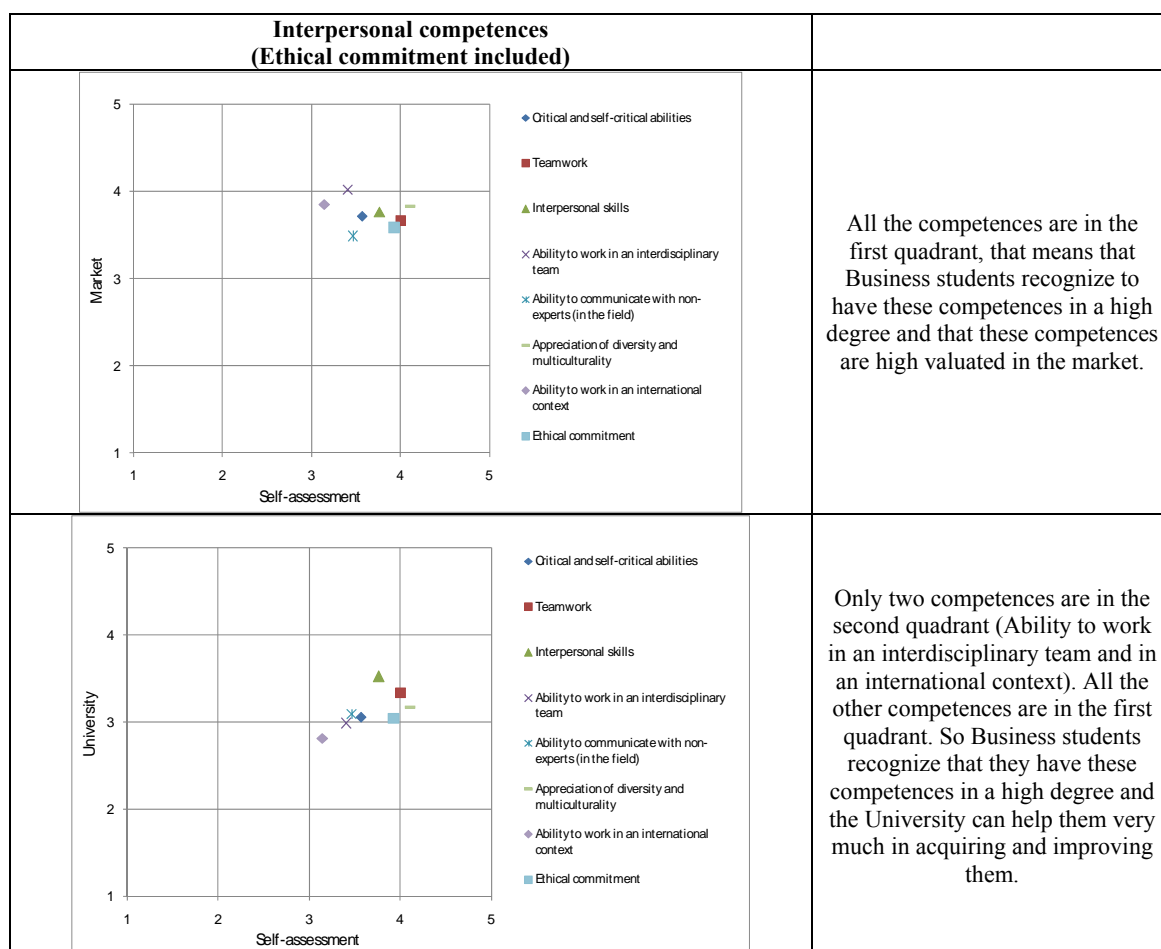 Interpersonal competences
(Ethical commitment included)
5
4
3
2
1
Market
1 2 3 4 5
Self-assessment
Critical and self-critical abilities
Teamwork
Interpersonal skills
Ability to work in an interdisciplinary
team
Ability to communicate with non-
experts (in the field)
Appreciation of diversity and
multiculturality
Ability to work in an international
context
Ethical commitment
All the competences are in the
first quadrant, that means that
Business students recognize to
have these competences in a high
degree and that these competences
are high valuated in the market.
5
4
3
2
1
University
1 2 3 4 5
Self-assessment
Critical and self-critical abilities
Teamwork
Interpersonal skills
Ability to work in an interdisciplinary
team
Ability to communicate with non-
experts (in the field)
Appreciation of diversity and
multiculturality
Ability to work in an international
context
Ethical commitment
Only two competences are in the
second quadrant (Ability to work
in an interdisciplinary team and in
an international context). All the
other competences are in the first
quadrant. So Business students
recognize that they have these
competences in a high degree and
the University can help them very
much in acquiring and improving
them.